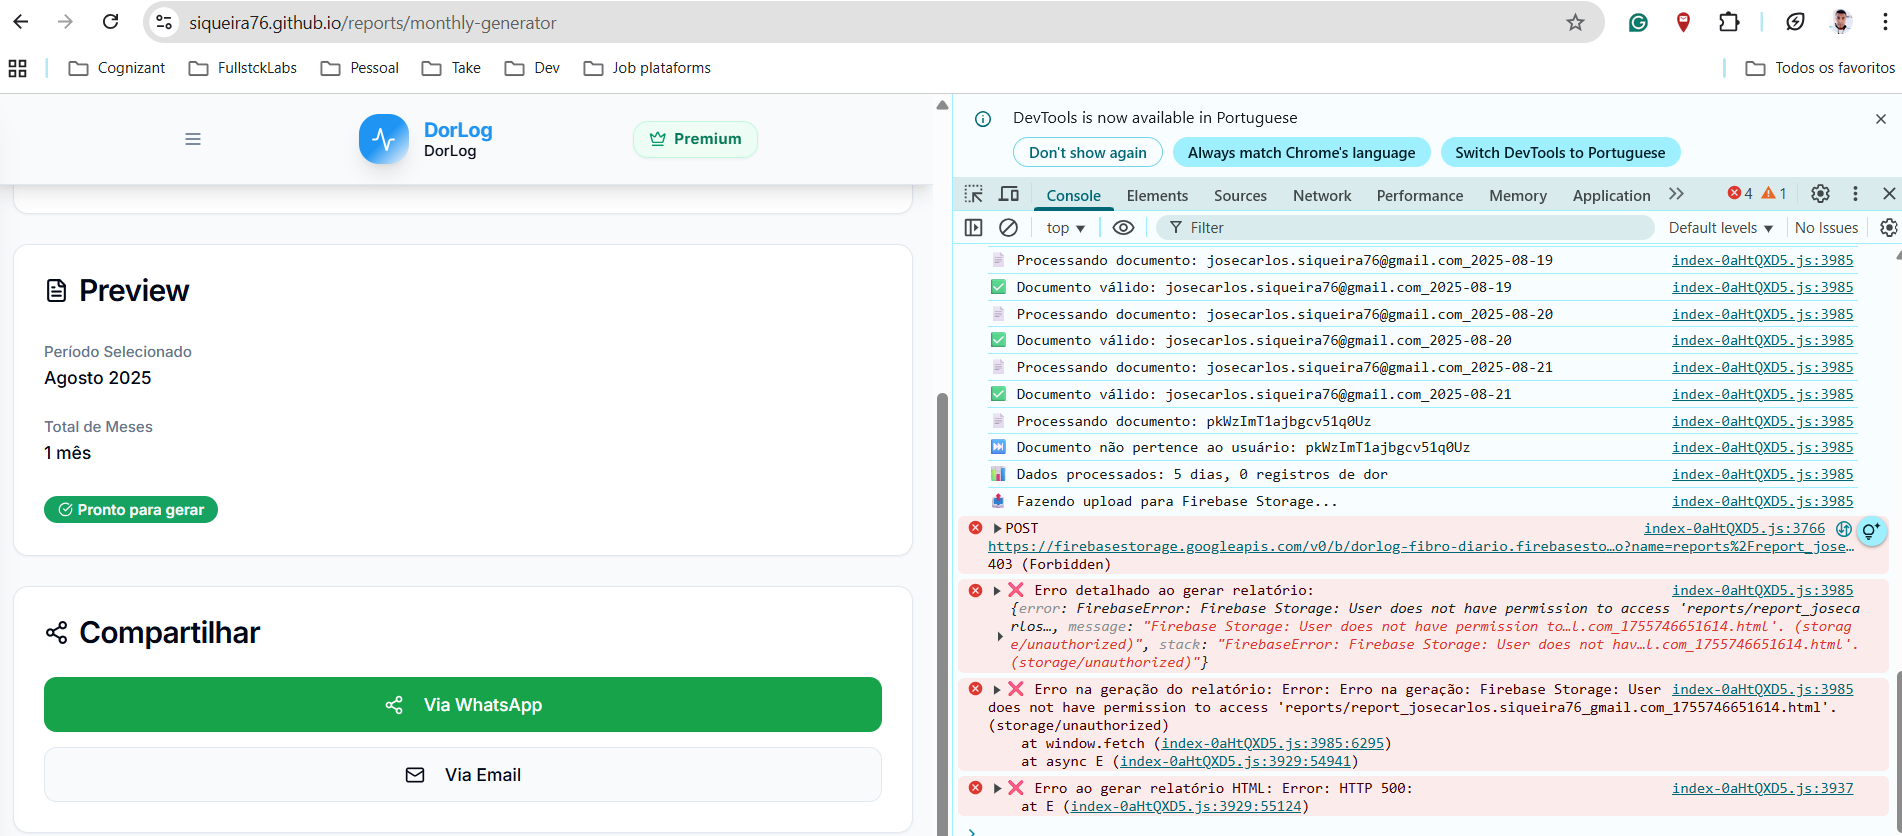 siqueira76.github.io/reports/monthly-generator
Cognizant
FullstckLabs
Pessoal
Take
Dev
Job plataforms
Todos os favoritos
DorLog
DorLog
Premium
Preview
Período Selecionado
Agosto 2025
Total de Meses
1 mês
Pronto para gerar
Compartilhar
Via WhatsApp
Via Email
DevTools is now available in Portuguese
Don't show again
Always match Chrome's language
Switch DevTools to Portuguese
Console
Elements
Sources
Network
Performance
Memory
Application
4
1
top
Filter
Default levels
No Issues
Processando documento: josecarlos.siqueira76@gmail.com_2025-08-19 index-0aHtQXD5.js:3985
Documento válido: josecarlos.siqueira76@gmail.com_2025-08-19 index-0aHtQXD5.js:3985
Processando documento: josecarlos.siqueira76@gmail.com_2025-08-20 index-0aHtQXD5.js:3985
Documento válido: josecarlos.siqueira76@gmail.com_2025-08-20 index-0aHtQXD5.js:3985
Processando documento: josecarlos.siqueira76@gmail.com_2025-08-21 index-0aHtQXD5.js:3985
Documento válido: josecarlos.siqueira76@gmail.com_2025-08-21 index-0aHtQXD5.js:3985
Processando documento: pkWzImT1ajbgcv51q0Uz index-0aHtQXD5.js:3985
Documento não pertence ao usuário: pkWzImT1ajbgcv51q0Uz index-0aHtQXD5.js:3985
Dados processados: 5 dias, 0 registros de dor index-0aHtQXD5.js:3985
Fazendo upload para Firebase Storage... index-0aHtQXD5.js:3985
POST index-0aHtQXD5.js:3766
https://firebasestorage.googleapis.com/v0/b/dorlog-fibro-diario.firebasesto…o?name=reports%2Freport_jose…
403 (Forbidden)
Erro detalhado ao gerar relatório: index-0aHtQXD5.js:3985
{error: FirebaseError: Firebase Storage: User does not have permission to access 'reports/report_joseca
rlos…, message: "Firebase Storage: User does not have permission to…l.com_1755746651614.html'. (storag
e/unauthorized)", stack: "FirebaseError: Firebase Storage: User does not hav…l.com_1755746651614.html'.
(storage/unauthorized)"}
Erro na geração do relatório: Error: Erro na geração: Firebase Storage: User index-0aHtQXD5.js:3985
does not have permission to access 'reports/report_josecarlos.siqueira76_gmail.com_1755746651614.html'.
(storage/unauthorized)
at window.fetch (index-0aHtQXD5.js:3985:6295)
at async E (index-0aHtQXD5.js:3929:54941)
Erro ao gerar relatório HTML: Error: HTTP 500: index-0aHtQXD5.js:3937
at E (index-0aHtQXD5.js:3929:55124)